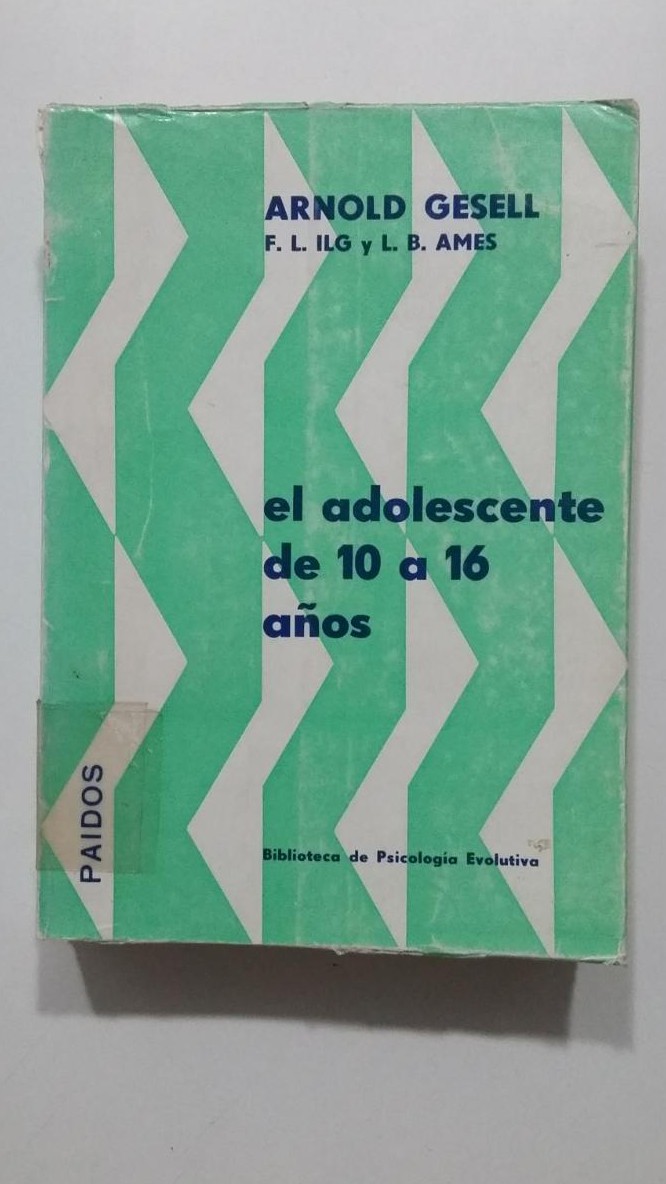 ARNOLD GESELL
F. L. ILG y L. B. AMES
el adolescente
de 10 a 16
años
PAIDOS
Biblioteca de Psicología Evolutiva